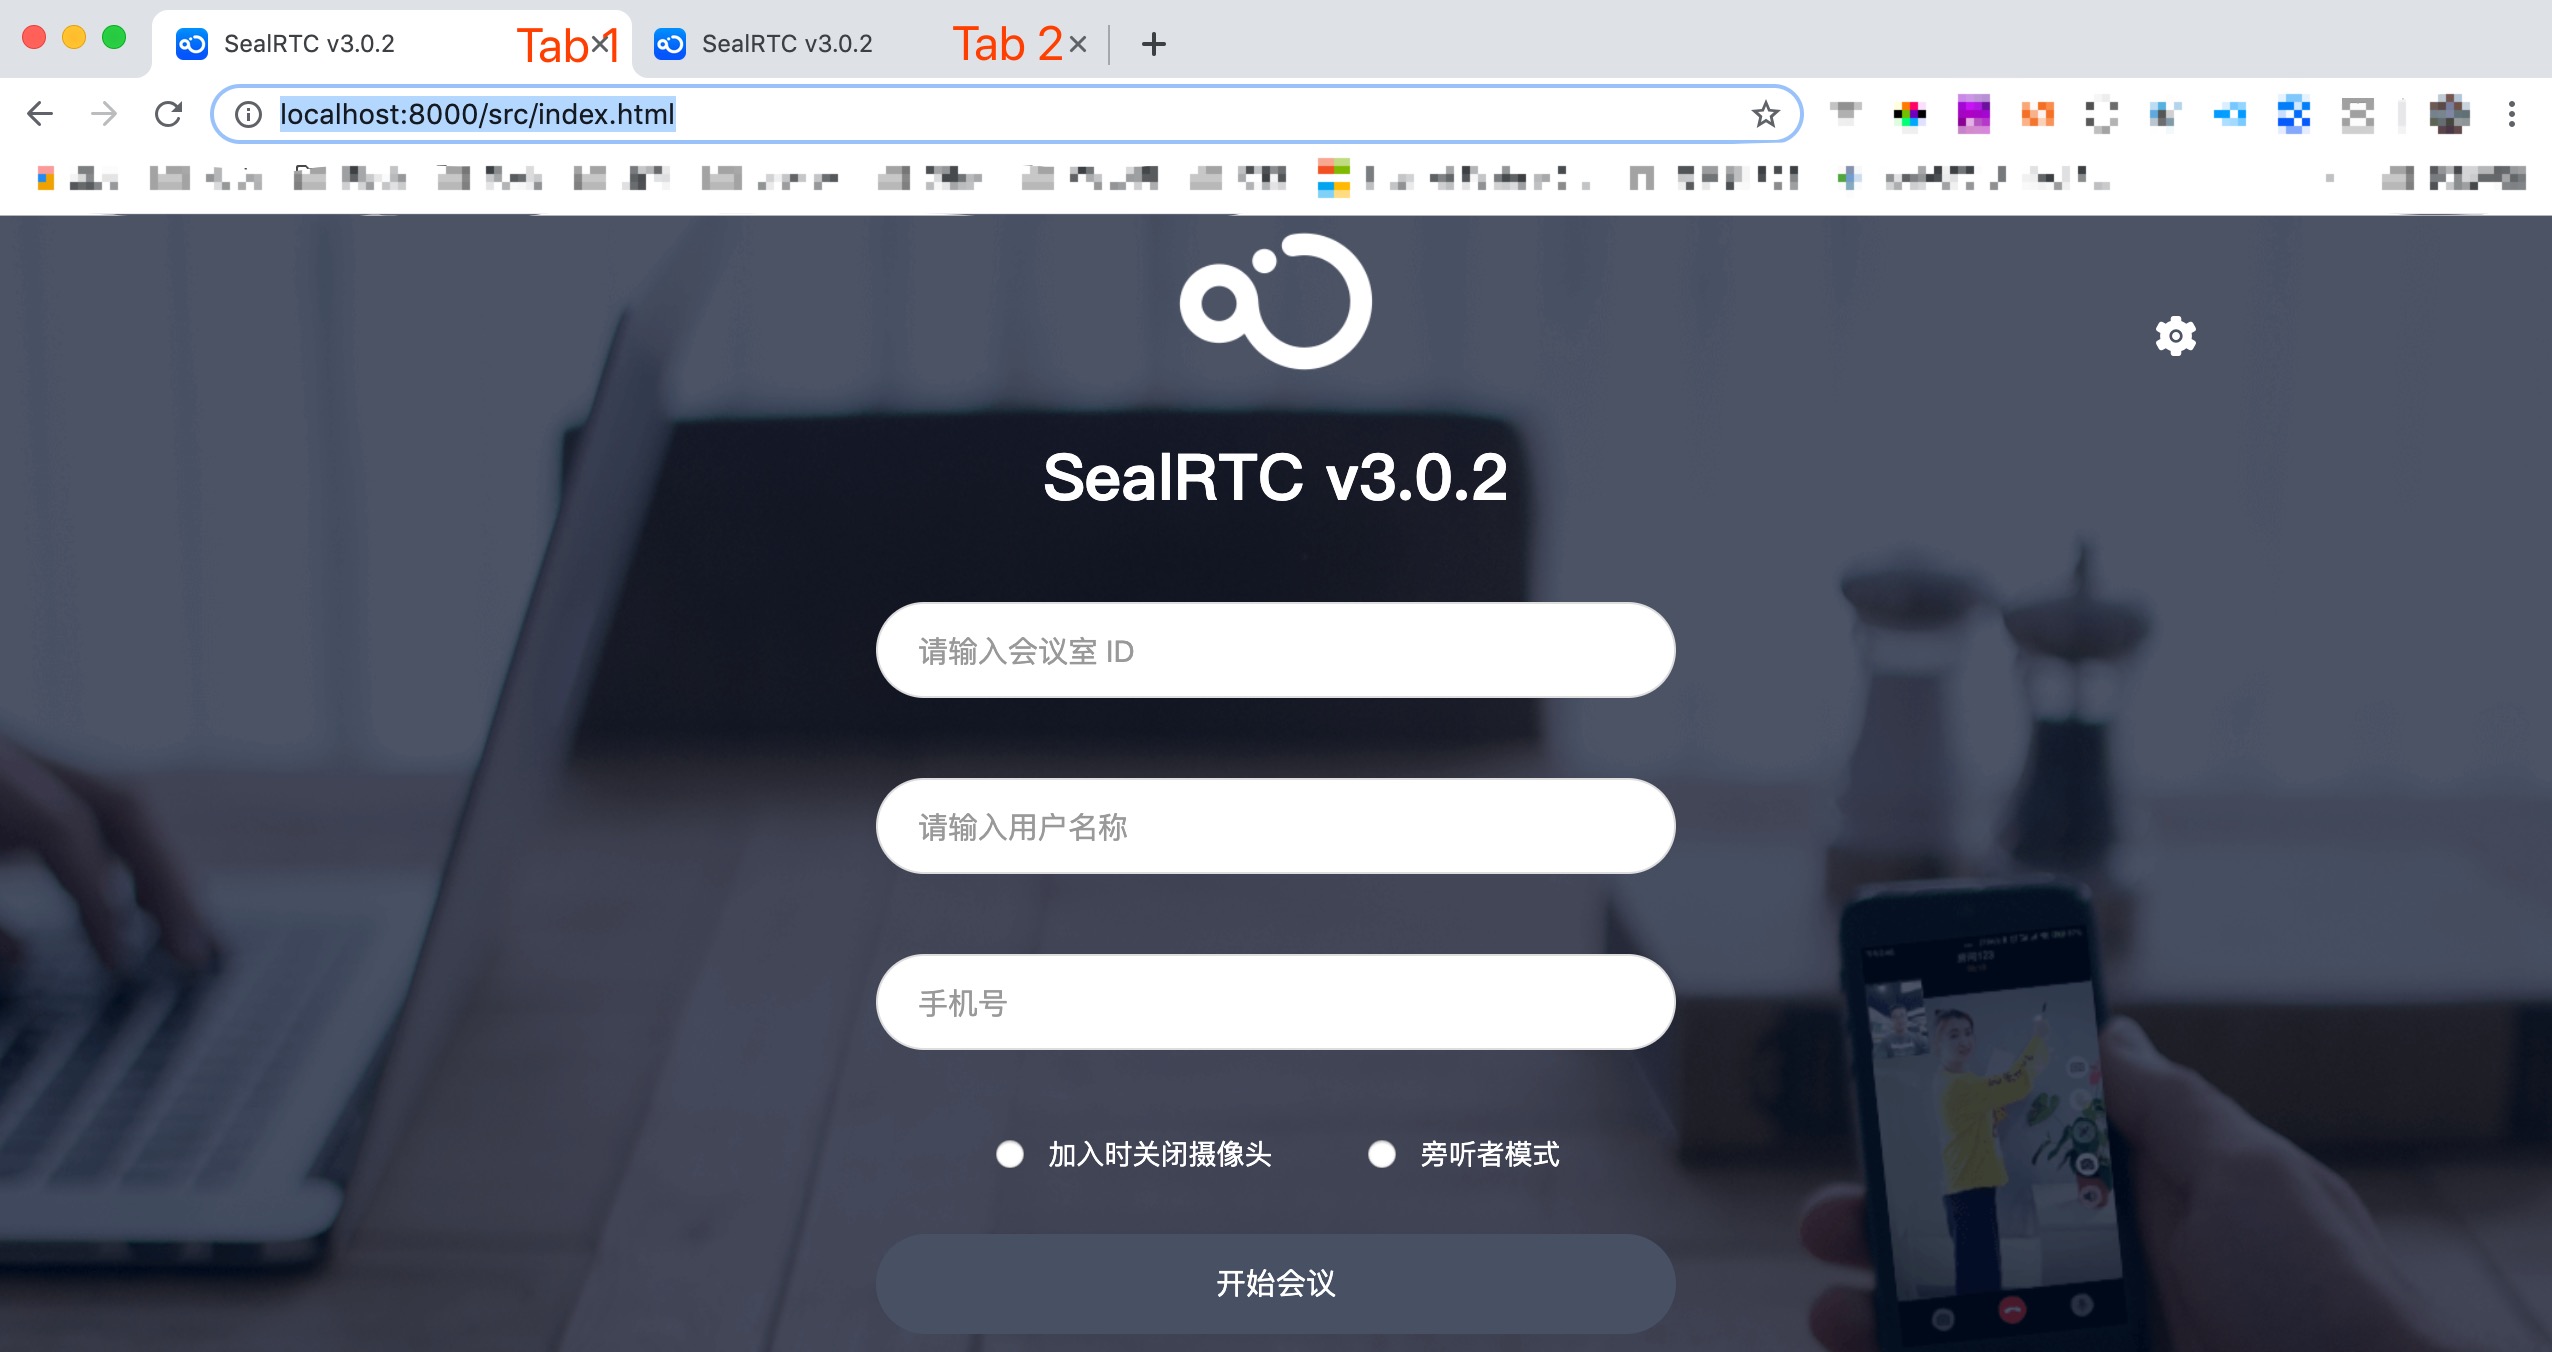 SealRTC v3.0.2 Tab 1 SealRTC v3.0.2 Tab 2
localhost:8000/src/index.html
SealRTC v3.0.2
请输入会议室 ID
请输入用户名称
手机号
加入时关闭摄像头 旁听者模式
开始会议